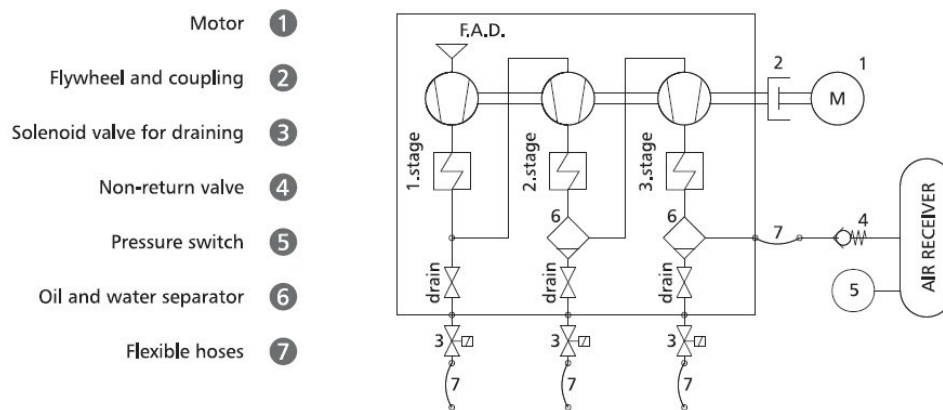 Motor 1
Flywheel and coupling 2
Solenoid valve for draining 3
Non-return valve 4
Pressure switch 5
Oil and water separator 6
Flexible hoses 7
F.A.D.
2
1
M
1.stage
2.stage
3.stage
6
6
7
4
AIR RECEIVER
5
drain
drain
drain
3
3
3
7
7
7